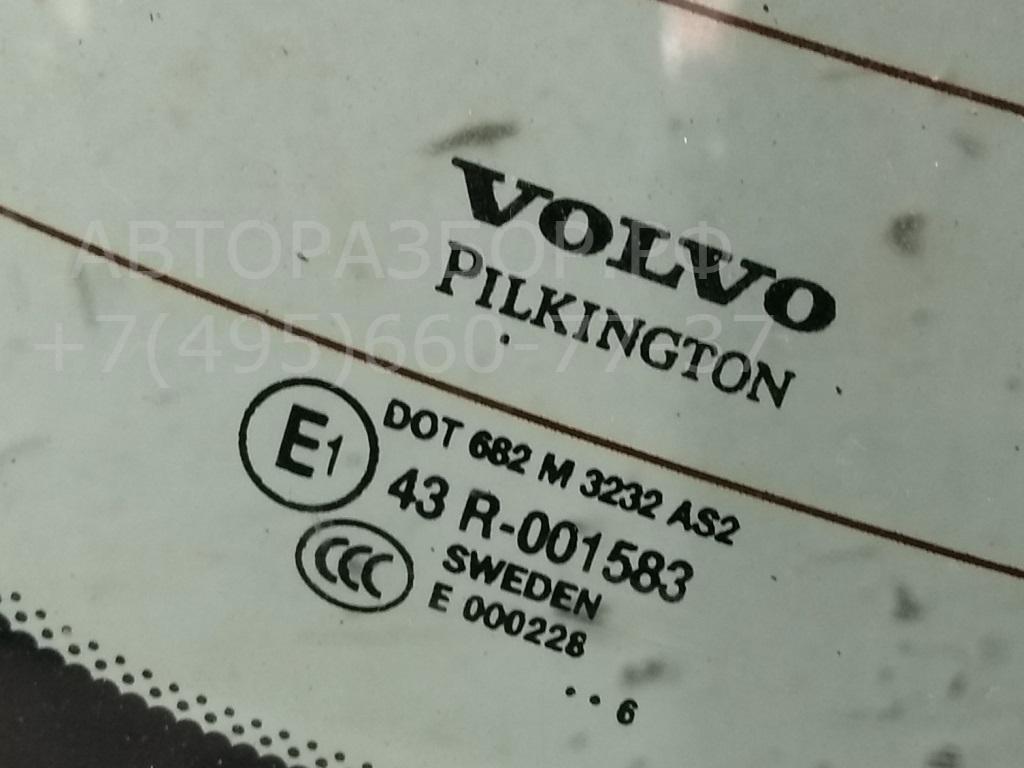 VOLVO
PILKINGTON
АВТОРАЗБОР.РФ
+7(495)660-77-37
E1
DOT 682 M 3232 AS2
43 R-001583
CCC
SWEDEN
E 000228
. . 6